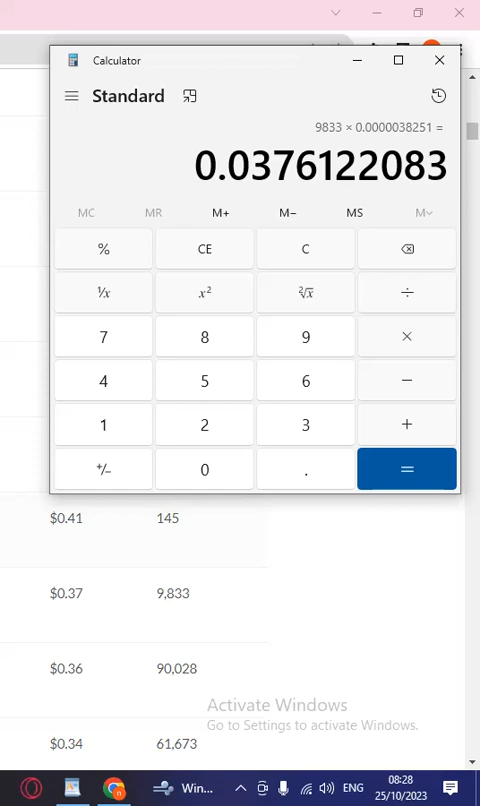 Calculator
Standard
9833 × 0.0000038251 =
0.0376122083
MC MR M+ M− MS M
% CE C
¹/x x² ²√x ÷
7 8 9 ×
4 5 6 −
1 2 3 +
+/− 0 . =
$0.41 145
$0.37 9,833
$0.36 90,028
Activate Windows
Go to Settings to activate Windows.
$0.34 61,673
Win... ENG 08:28
25/10/2023